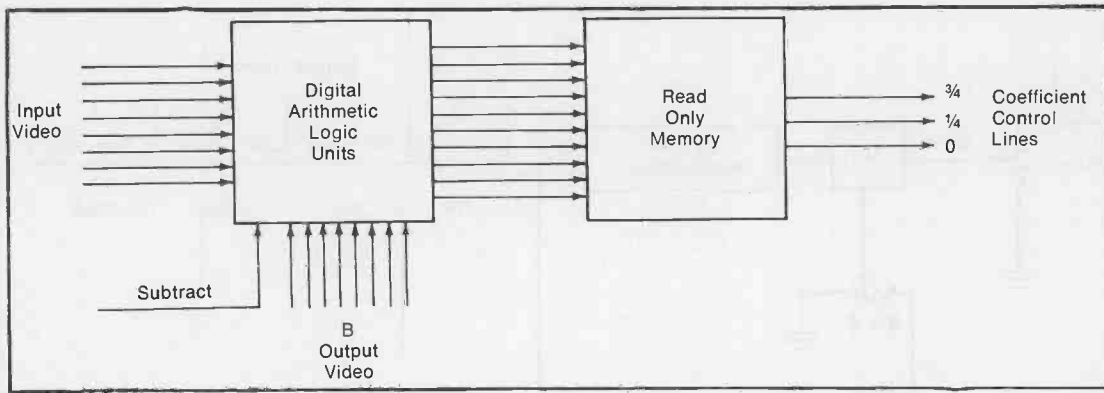 Input
Video
Digital
Arithmetic
Logic
Units
Read
Only
Memory
¾
¼
0
Coefficient
Control
Lines
Subtract
B
Output
Video